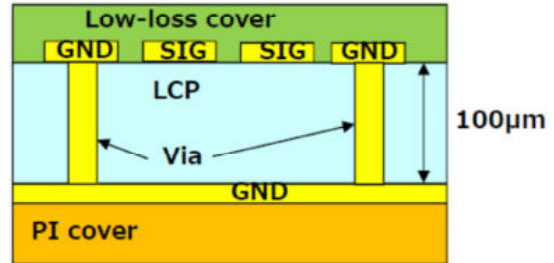 Low-loss cover
GND SIG SIG GND
LCP
100μm
Via
GND
PI cover